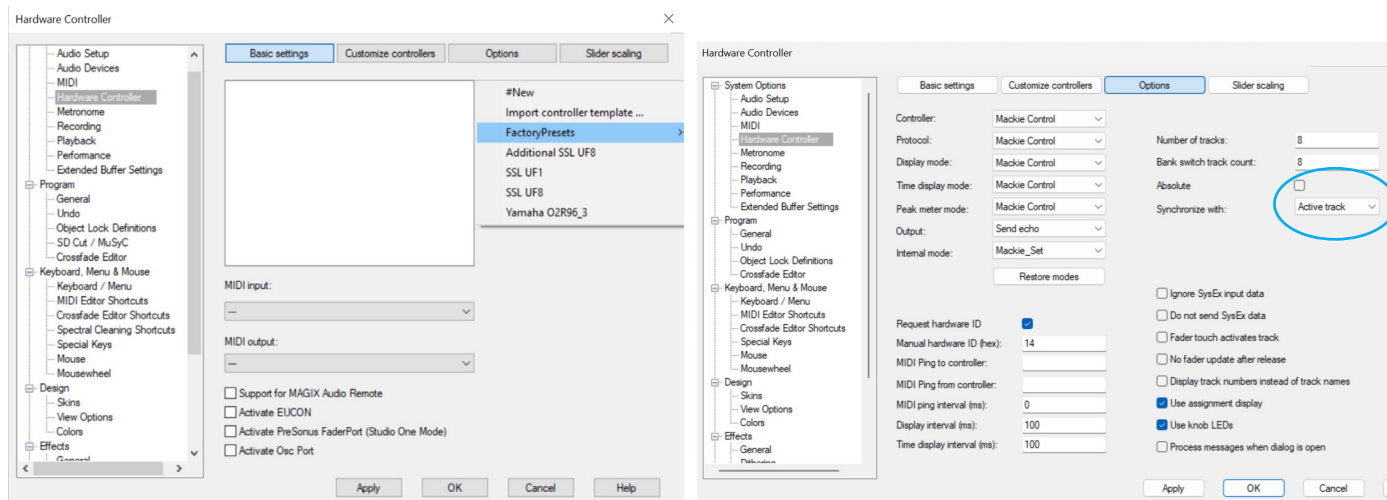 Hardware Controller
Audio Setup
Audio Devices
MIDI
Hardware Controller
Metronome
Recording
Playback
Performance
Extended Buffer Settings
Program
General
Undo
Object Lock Definitions
SD Cut / MuSyC
Crossfade Editor
Keyboard, Menu & Mouse
Keyboard / Menu
MIDI Editor Shortcuts
Crossfade Editor Shortcuts
Spectral Cleaning Shortcuts
Special Keys
Mouse
Mousewheel
Design
Skins
View Options
Colors
Effects
General
Basic settings
Customize controllers
Options
Slider scaling
#New
Import controller template ...
FactoryPresets
Additional SSL UF8
SSL UF1
SSL UF8
Yamaha O2R96_3
MIDI input:
---
MIDI output:
---
Support for MAGIX Audio Remote
Activate EUCON
Activate PreSonus FaderPort (Studio One Mode)
Activate Osc Port
Apply
OK
Cancel
Help
Hardware Controller
System Options
Audio Setup
Audio Devices
MIDI
Hardware Controller
Metronome
Recording
Playback
Performance
Extended Buffer Settings
Program
General
Undo
Object Lock Definitions
Crossfade Editor
Keyboard, Menu & Mouse
Keyboard / Menu
MIDI Editor Shortcuts
Crossfade Editor Shortcuts
Special Keys
Mouse
Mousewheel
Design
Skins
View Options
Colors
Effects
General
Dithering
Basic settings
Customize controllers
Options
Slider scaling
Controller: Mackie Control
Protocol: Mackie Control
Display mode: Mackie Control
Time display mode: Mackie Control
Peak meter mode: Mackie Control
Output: Send echo
Internal mode: Mackie_Set
Restore modes
Request hardware ID
Manual hardware ID (hex): 14
MIDI Ping to controller:
MIDI Ping from controller:
MIDI ping interval (ms): 0
Display interval (ms): 100
Time display interval (ms): 100
Number of tracks: 8
Bank switch track count: 8
Absolute
Synchronize with: Active track
Ignore SysEx input data
Do not send SysEx data
Fader touch activates track
No fader update after release
Display track numbers instead of track names
Use assignment display
Use knob LEDs
Process messages when dialog is open
Apply
OK
Cancel